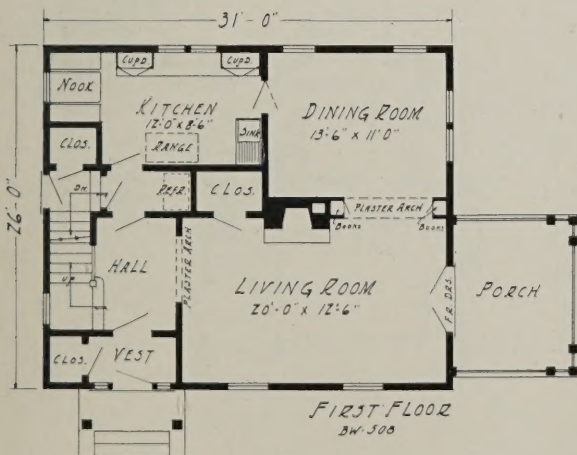 31'-0"
26'-0"
NOOK
CUPD.
CUPD.
KITCHEN
12'-0" x 8'-6"
RANGE
SINK
DINING ROOM
13'-6" x 11'0"
CLOS.
DN.
REFR.
CLOS.
PLASTER ARCH
BOOKS
BOOKS
HALL
UP
PLASTER ARCH
LIVING ROOM
20'-0" x 12'-6"
FR. DRS.
PORCH
CLOS.
VEST
FIRST FLOOR
BW-508